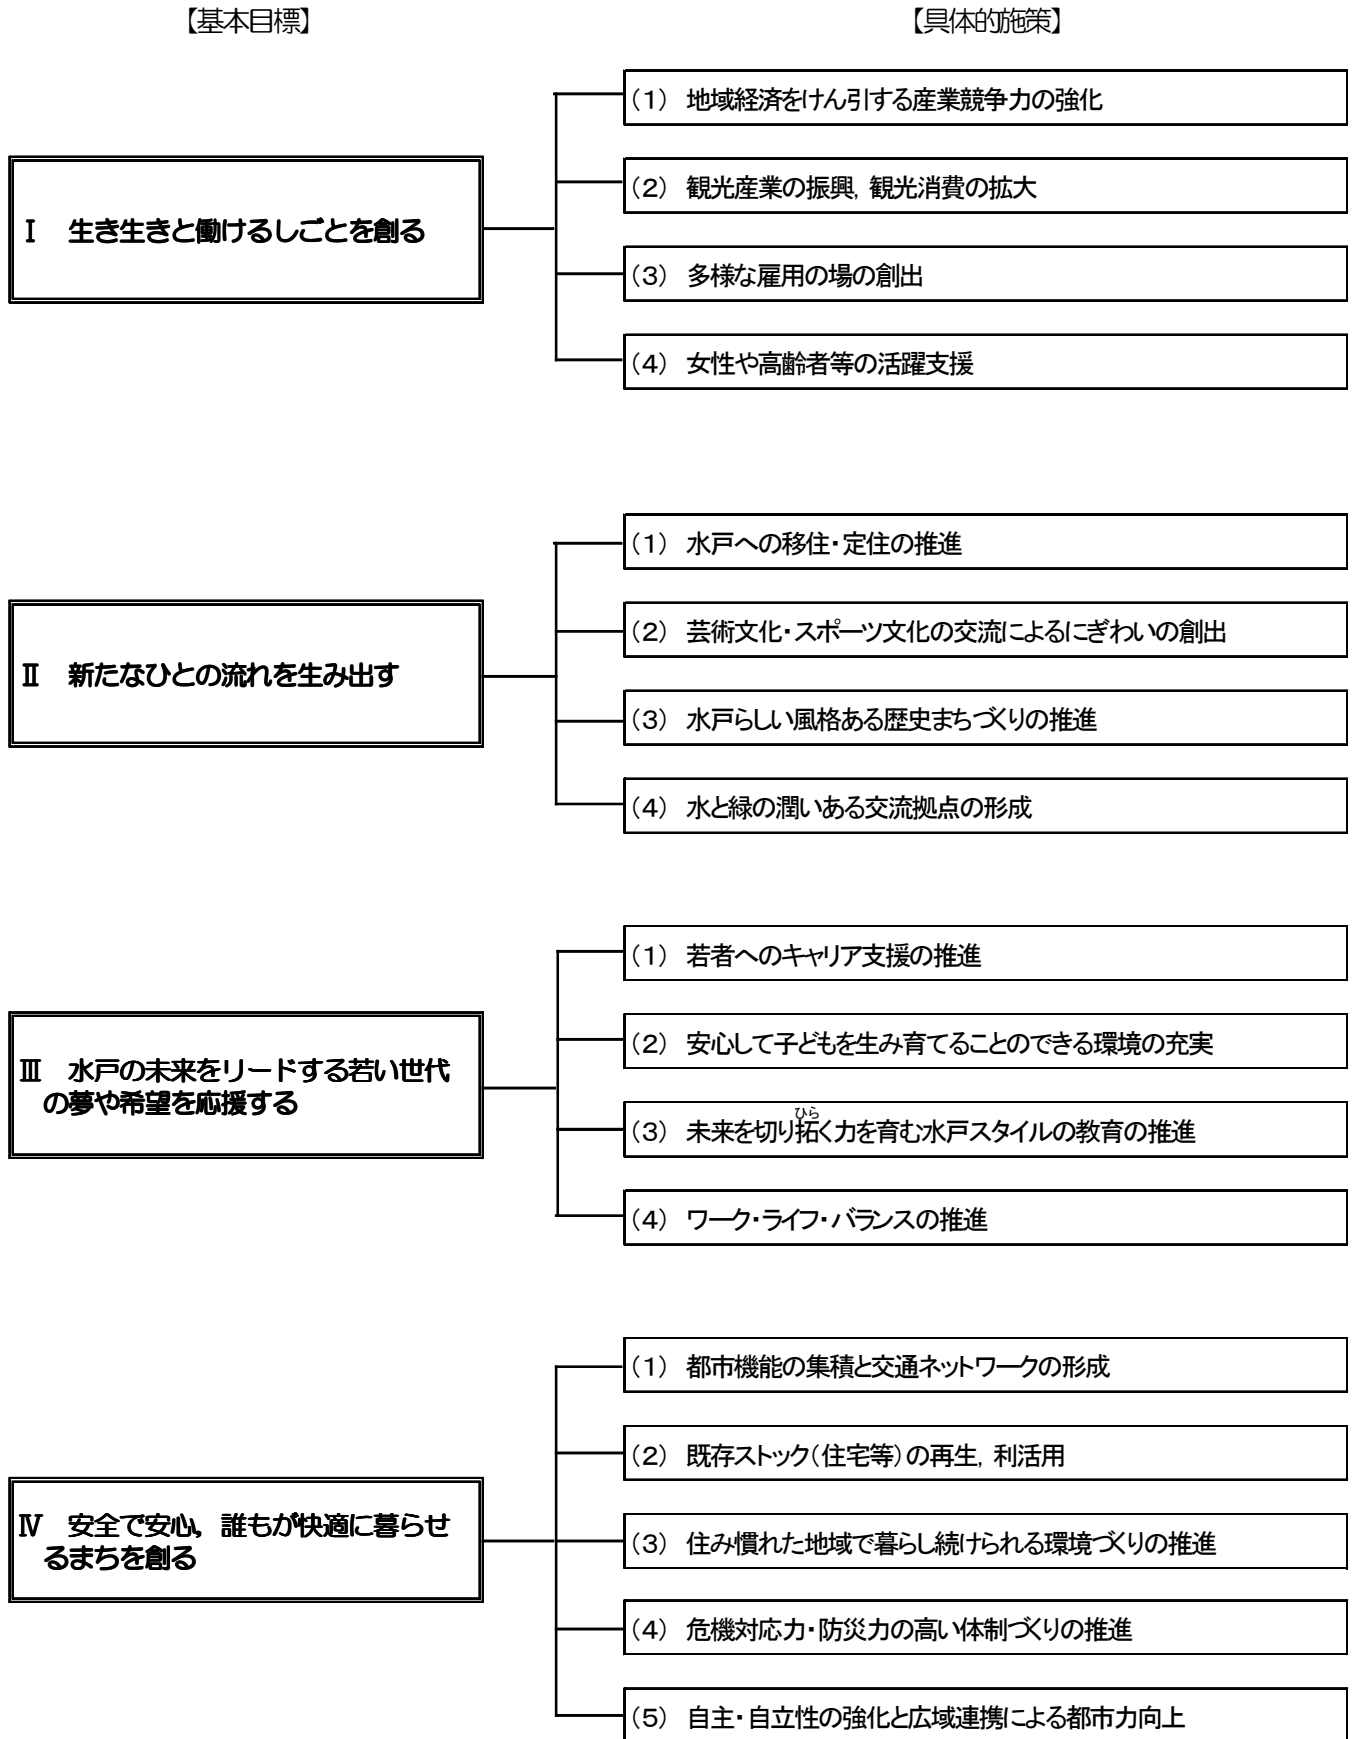 【基本目標】
【具体的施策】
Ⅰ 生き生きと働けるしごとを創る
(1) 地域経済をけん引する産業競争力の強化
(2) 観光産業の振興，観光消費の拡大
(3) 多様な雇用の場の創出
(4) 女性や高齢者等の活躍支援
Ⅱ 新たなひとの流れを生み出す
(1) 水戸への移住・定住の推進
(2) 芸術文化・スポーツ文化の交流によるにぎわいの創出
(3) 水戸らしい風格ある歴史まちづくりの推進
(4) 水と緑の潤いある交流拠点の形成
Ⅲ 水戸の未来をリードする若い世代
の夢や希望を応援する
(1) 若者へのキャリア支援の推進
(2) 安心して子どもを生み育てることのできる環境の充実
ひら
(3) 未来を切り拓く力を育む水戸スタイルの教育の推進
(4) ワーク・ライフ・バランスの推進
Ⅳ 安全で安心，誰もが快適に暮らせ
るまちを創る
(1) 都市機能の集積と交通ネットワークの形成
(2) 既存ストック（住宅等）の再生，利活用
(3) 住み慣れた地域で暮らし続けられる環境づくりの推進
(4) 危機対応力・防災力の高い体制づくりの推進
(5) 自主・自立性の強化と広域連携による都市力向上